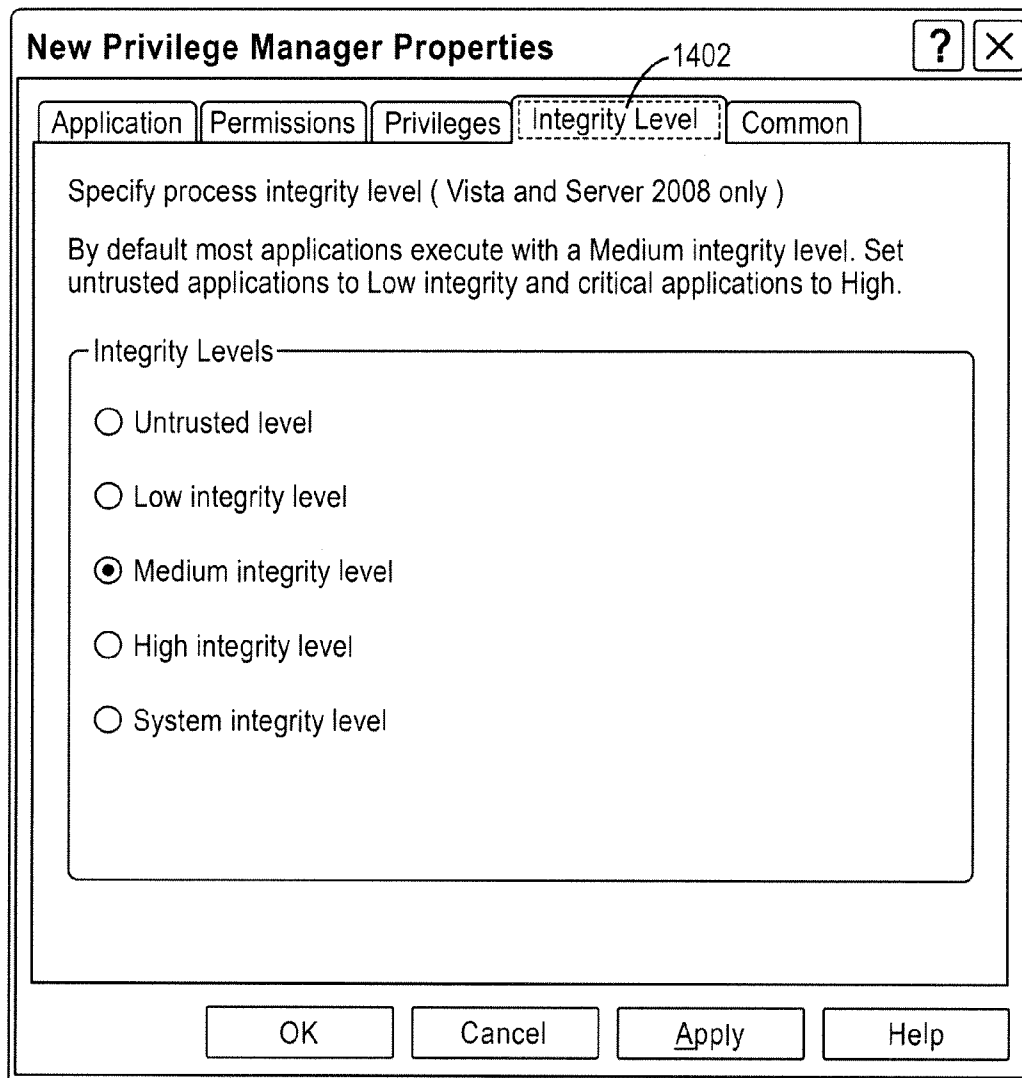 New Privilege Manager Properties
? X
1402
Application Permissions Privileges Integrity Level Common
Specify process integrity level ( Vista and Server 2008 only )
By default most applications execute with a Medium integrity level. Set
untrusted applications to Low integrity and critical applications to High.
Integrity Levels
Untrusted level
Low integrity level
Medium integrity level
High integrity level
System integrity level
OK Cancel Apply Help